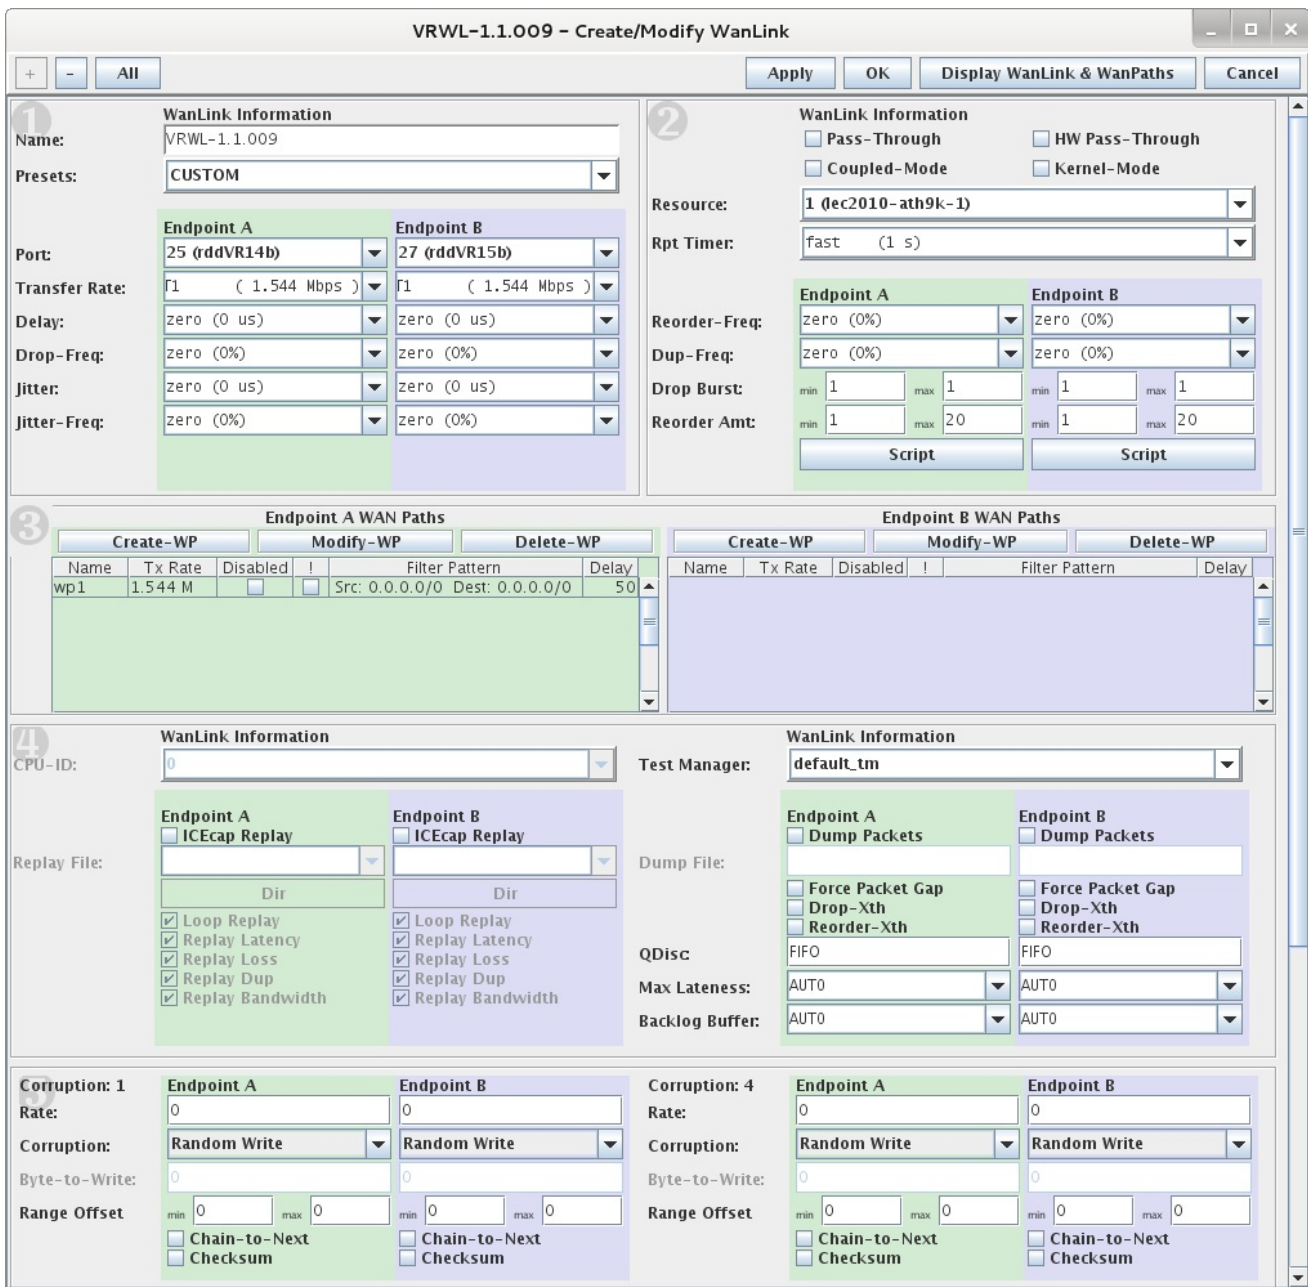 VRWL-1.1.009 – Create/Modify WanLink
+ - All Apply OK Display WanLink & WanPaths Cancel
1
WanLink Information
Name: VRWL-1.1.009
Presets: CUSTOM
Endpoint A Endpoint B
Port: 25 (rddVR14b) 27 (rddVR15b)
Transfer Rate: T1 ( 1.544 Mbps ) T1 ( 1.544 Mbps )
Delay: zero (0 us) zero (0 us)
Drop-Freq: zero (0%) zero (0%)
Jitter: zero (0 us) zero (0 us)
Jitter-Freq: zero (0%) zero (0%)
2
WanLink Information
Pass-Through HW Pass-Through
Coupled-Mode Kernel-Mode
Resource: 1 (lec2010-ath9k-1)
Rpt Timer: fast (1 s)
Endpoint A Endpoint B
Reorder-Freq: zero (0%) zero (0%)
Dup-Freq: zero (0%) zero (0%)
Drop Burst: min 1 max 1 min 1 max 1
Reorder Amt: min 1 max 20 min 1 max 20
Script Script
3
Endpoint A WAN Paths
Create-WP Modify-WP Delete-WP
Name Tx Rate Disabled ! Filter Pattern Delay
wp1 1.544 M Src: 0.0.0.0/0 Dest: 0.0.0.0/0 50
Endpoint B WAN Paths
Create-WP Modify-WP Delete-WP
Name Tx Rate Disabled ! Filter Pattern Delay
4
WanLink Information
CPU-ID: 0
Endpoint A Endpoint B
ICEcap Replay ICEcap Replay
Replay File:
Dir Dir
Loop Replay Loop Replay
Replay Latency Replay Latency
Replay Loss Replay Loss
Replay Dup Replay Dup
Replay Bandwidth Replay Bandwidth
WanLink Information
Test Manager: default_tm
Endpoint A Endpoint B
Dump Packets Dump Packets
Dump File:
Force Packet Gap Force Packet Gap
Drop-Xth Drop-Xth
Reorder-Xth Reorder-Xth
QDisc: FIFO FIFO
Max Lateness: AUTO AUTO
Backlog Buffer: AUTO AUTO
5
Corruption: 1 Endpoint A Endpoint B
Rate: 0 0
Corruption: Random Write Random Write
Byte-to-Write: 0 0
Range Offset min 0 max 0 min 0 max 0
Chain-to-Next Chain-to-Next
Checksum Checksum
Corruption: 4 Endpoint A Endpoint B
Rate: 0 0
Corruption: Random Write Random Write
Byte-to-Write: 0 0
Range Offset min 0 max 0 min 0 max 0
Chain-to-Next Chain-to-Next
Checksum Checksum